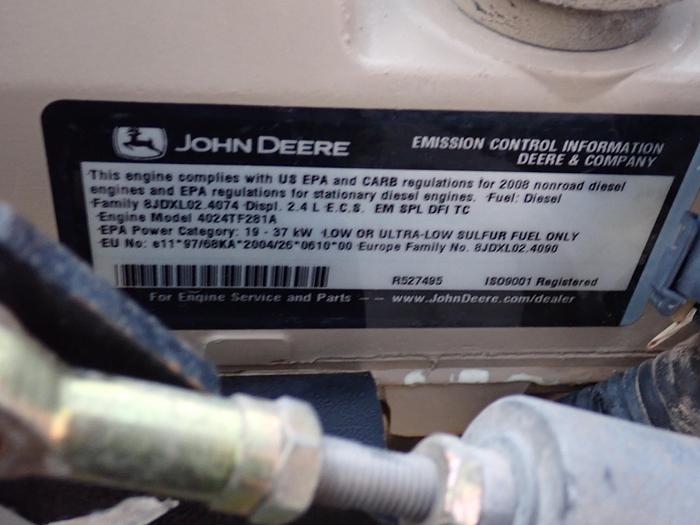 JOHN DEERE
EMISSION CONTROL INFORMATION
DEERE & COMPANY
This engine complies with US EPA and CARB regulations for 2008 nonroad diesel
engines and EPA regulations for stationary diesel engines. Fuel: Diesel
Family 8JDXL02.4074 Displ. 2.4 L E.C.S. EM SPL DFI TC
Engine Model 4024TF281A
EPA Power Category: 19 - 37 kW LOW OR ULTRA-LOW SULFUR FUEL ONLY
EU No: e11*97/68KA*2004/26*0610*00 Europe Family No. 8JDXL02.4090
R527495 ISO9001 Registered
For Engine Service and Parts -- www.JohnDeere.com/dealer